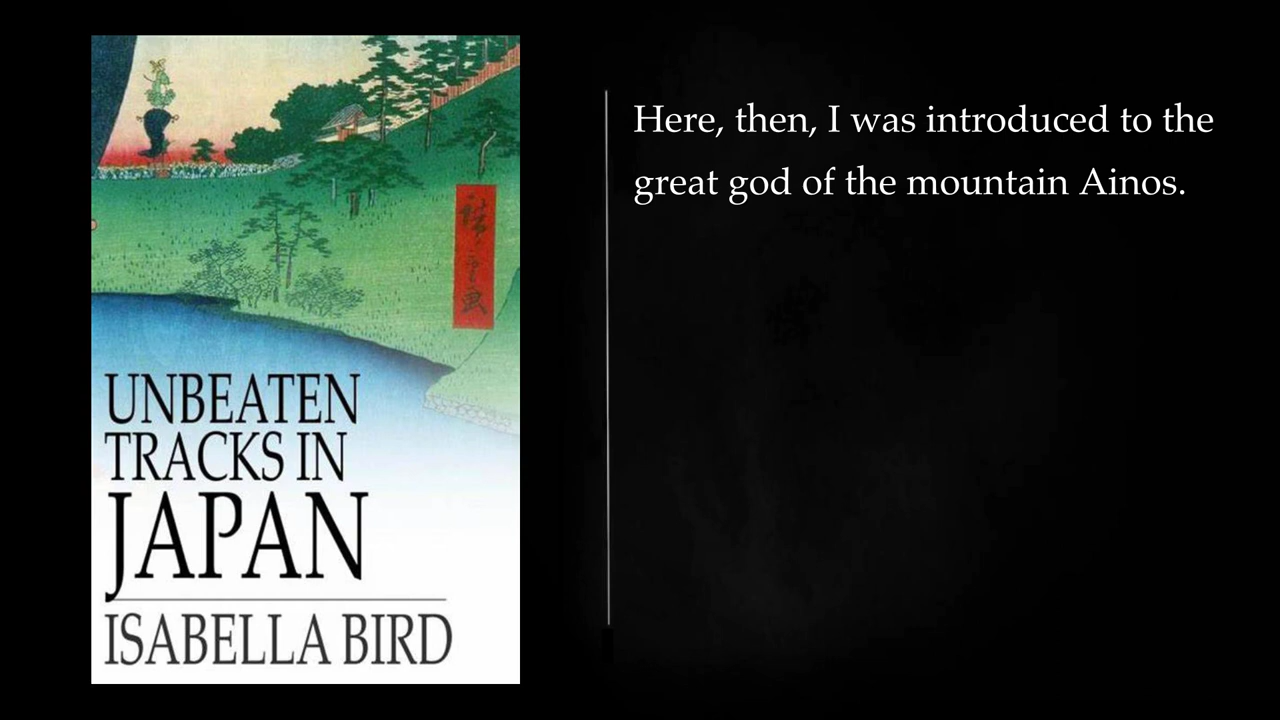 UNBEATEN
TRACKS IN
JAPAN
ISABELLA BIRD
Here, then, I was introduced to the
great god of the mountain Ainos.